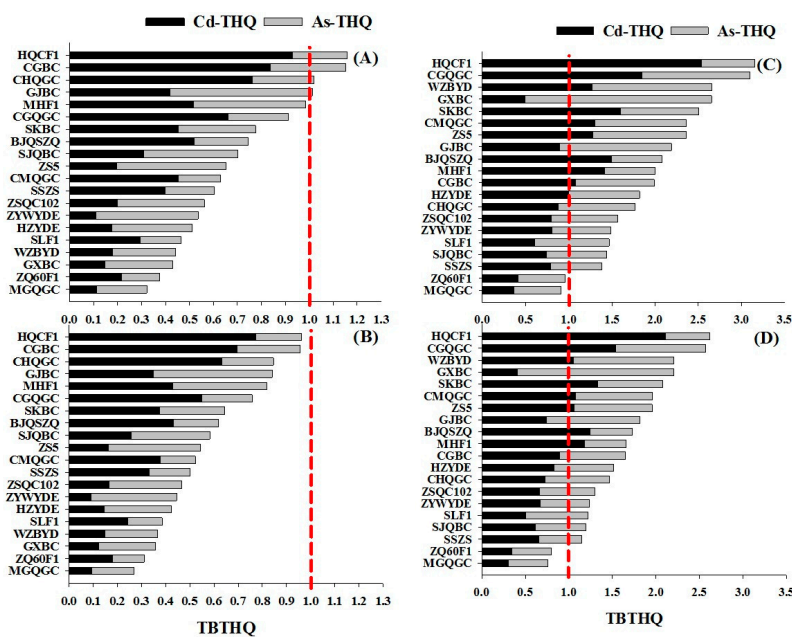 Cd-THQ As-THQ
(A)
HQCF1
CGBC
CHQGC
GJBC
MHF1
CGQGC
SKBC
BJQSZQ
SJQBC
ZS5
CMQGC
SSZS
ZSQC102
ZYWYDE
HZYDE
SLF1
WZBYD
GXBC
ZQ60F1
MGQGC
0.0 0.1 0.2 0.3 0.4 0.5 0.6 0.7 0.8 0.9 1.0 1.1 1.2 1.3
(B)
HQCF1
CGBC
CHQGC
GJBC
MHF1
CGQGC
SKBC
BJQSZQ
SJQBC
ZS5
CMQGC
SSZS
ZSQC102
ZYWYDE
HZYDE
SLF1
WZBYD
GXBC
ZQ60F1
MGQGC
0.0 0.1 0.2 0.3 0.4 0.5 0.6 0.7 0.8 0.9 1.0 1.1 1.2 1.3
TBTHQ
Cd-THQ As-THQ
(C)
HQCF1
CGQGC
WZBYD
GXBC
SKBC
CMQGC
ZS5
GJBC
BJQSZQ
MHF1
CGBC
HZYDE
CHQGC
ZSQC102
ZYWYDE
SLF1
SJQBC
SSZS
ZQ60F1
MGQGC
0.0 0.5 1.0 1.5 2.0 2.5 3.0 3.5
(D)
HQCF1
CGQGC
WZBYD
GXBC
SKBC
CMQGC
ZS5
GJBC
BJQSZQ
MHF1
CGBC
HZYDE
CHQGC
ZSQC102
ZYWYDE
SLF1
SJQBC
SSZS
ZQ60F1
MGQGC
0.0 0.5 1.0 1.5 2.0 2.5 3.0 3.5
TBTHQ